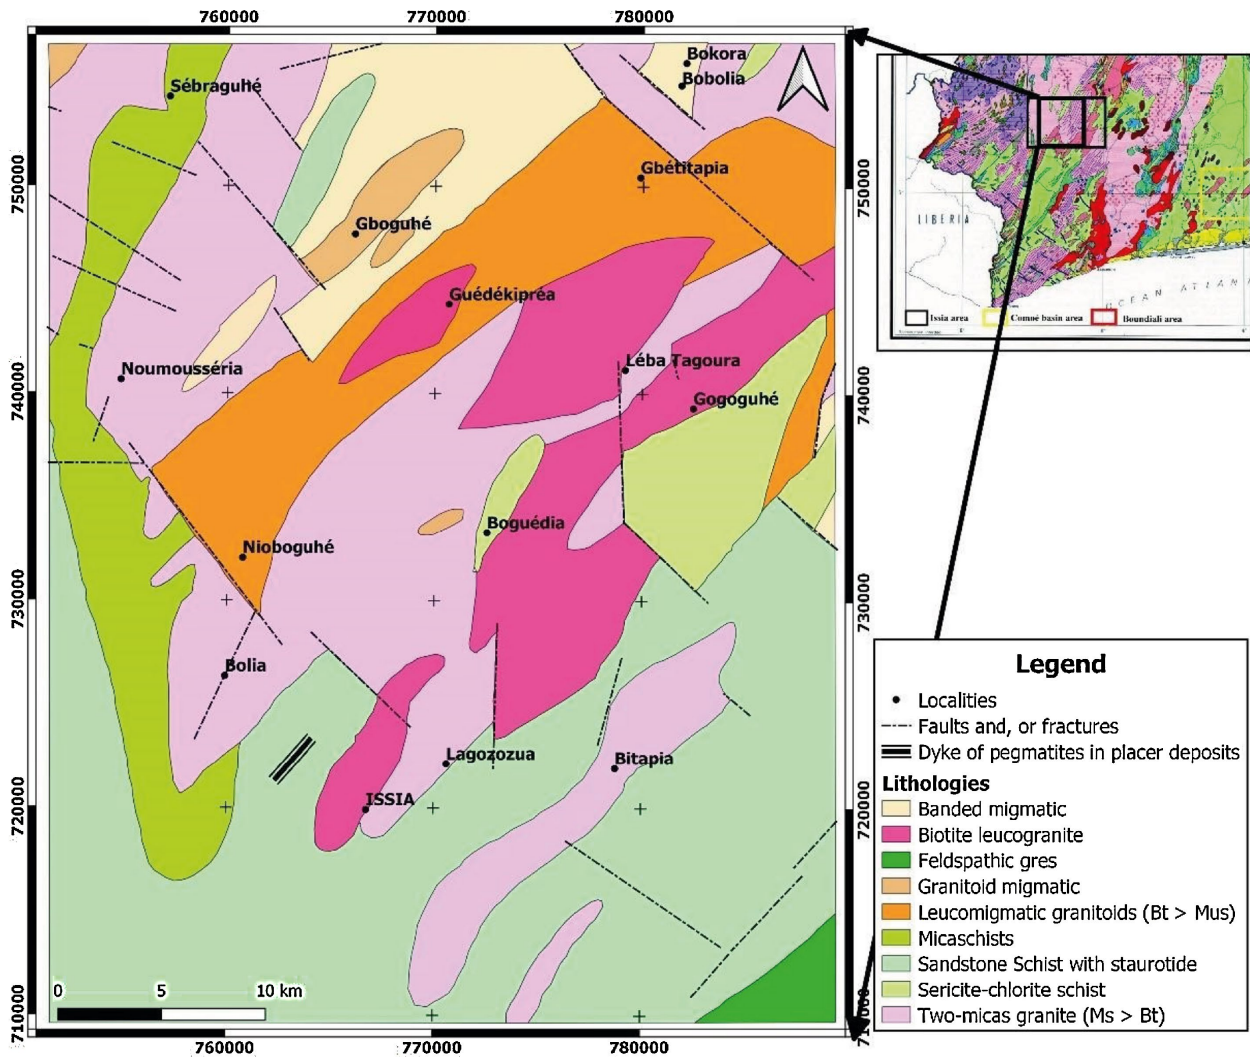 760000
770000
780000
Bokora
Bobolia
Sébraguhé
Gbétitapia
Gboguhé
Guédékipréa
Léba Tagoura
Noumousséria
Gogoguhé
Boguédia
Nioboguhé
Bolia
Lagozozua
Bitapia
ISSIA
750000
740000
730000
720000
710000
750000
740000
730000
720000
0 5 10 km
760000
770000
780000
LIBERIA
OCEAN ATLAN
Issia area
Comoé basin area
Boundiali area
Legend
Localities
Faults and, or fractures
Dyke of pegmatites in placer deposits
Lithologies
Banded migmatic
Biotite leucogranite
Feldspathic gres
Granitoid migmatic
Leucomigmatic granitoids (Bt > Mus)
Micaschists
Sandstone Schist with staurotide
Sericite-chlorite schist
Two-micas granite (Ms > Bt)